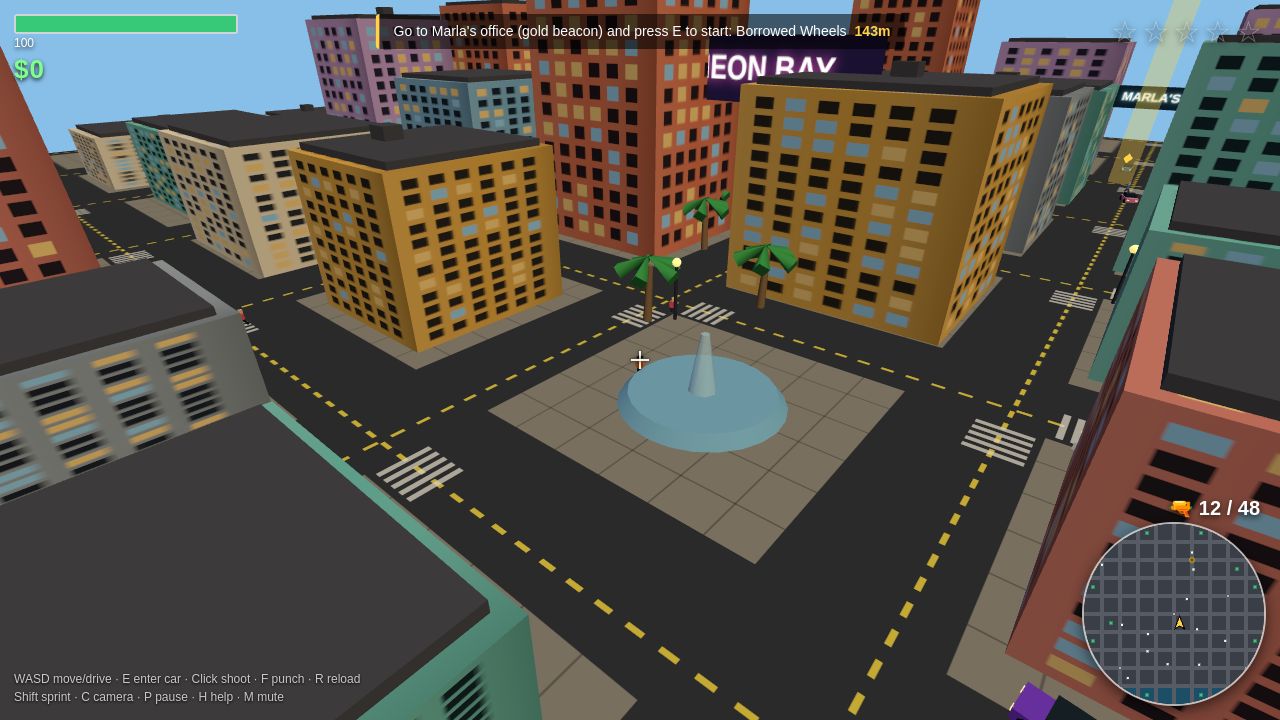 Go to Marla's office (gold beacon) and press E to start: Borrowed Wheels 143m
100
$0
EON BAY
MARLA'S
12 / 48
WASD move/drive · E enter car · Click shoot · F punch · R reload
Shift sprint · C camera · P pause · H help · M mute